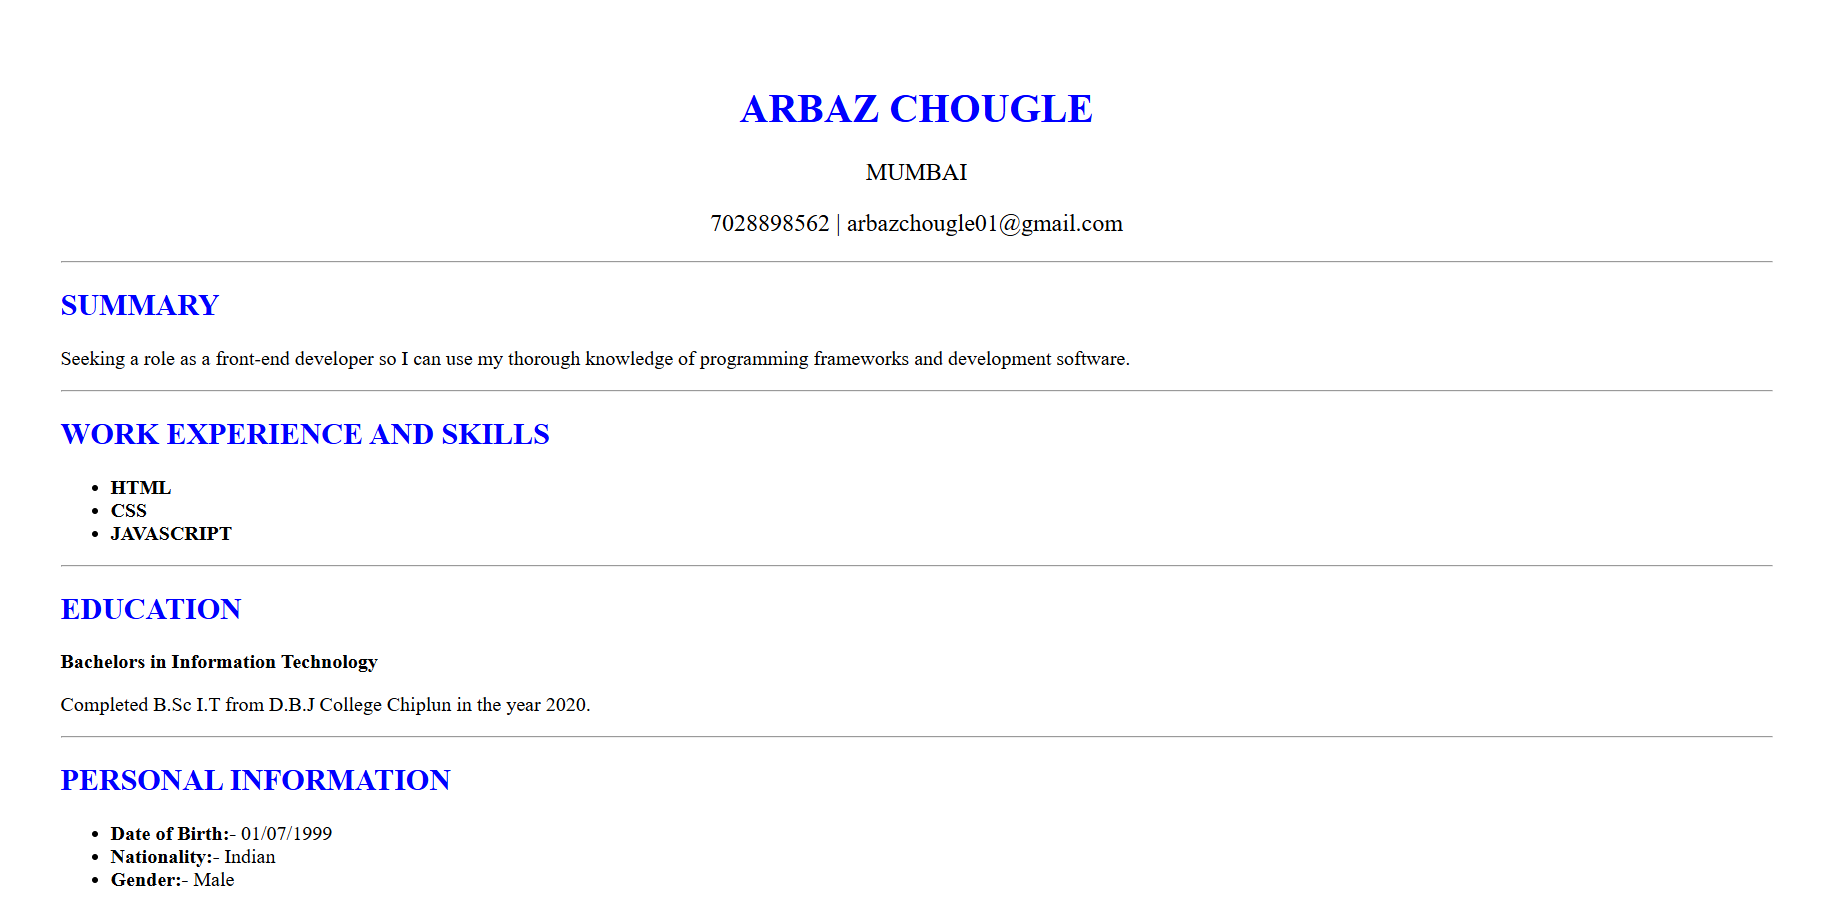 ARBAZ CHOUGLE
MUMBAI
7028898562 | arbazchougle01@gmail.com
SUMMARY
Seeking a role as a front-end developer so I can use my thorough knowledge of programming frameworks and development software.
WORK EXPERIENCE AND SKILLS
• HTML
• CSS
• JAVASCRIPT
EDUCATION
Bachelors in Information Technology
Completed B.Sc I.T from D.B.J College Chiplun in the year 2020.
PERSONAL INFORMATION
• Date of Birth:- 01/07/1999
• Nationality:- Indian
• Gender:- Male